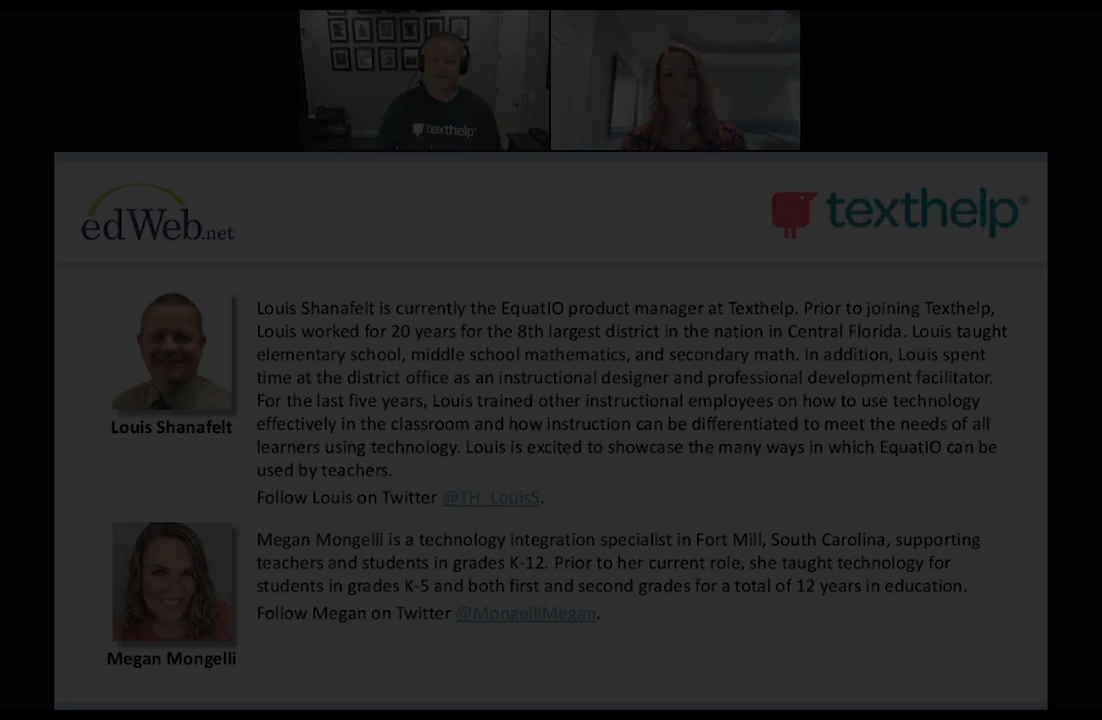 texthelp
edWeb.net
texthelp®
Louis Shanafelt is currently the EquatIO product manager at Texthelp. Prior to joining Texthelp,
Louis worked for 20 years for the 8th largest district in the nation in Central Florida. Louis taught
elementary school, middle school mathematics, and secondary math. In addition, Louis spent
time at the district office as an instructional designer and professional development facilitator.
For the last five years, Louis trained other instructional employees on how to use technology
effectively in the classroom and how instruction can be differentiated to meet the needs of all
learners using technology. Louis is excited to showcase the many ways in which EquatIO can be
used by teachers.
Follow Louis on Twitter @TH_LouisS.
Louis Shanafelt
Megan Mongelli is a technology integration specialist in Fort Mill, South Carolina, supporting
teachers and students in grades K-12. Prior to her current role, she taught technology for
students in grades K-5 and both first and second grades for a total of 12 years in education.
Follow Megan on Twitter @MongelliMegan.
Megan Mongelli